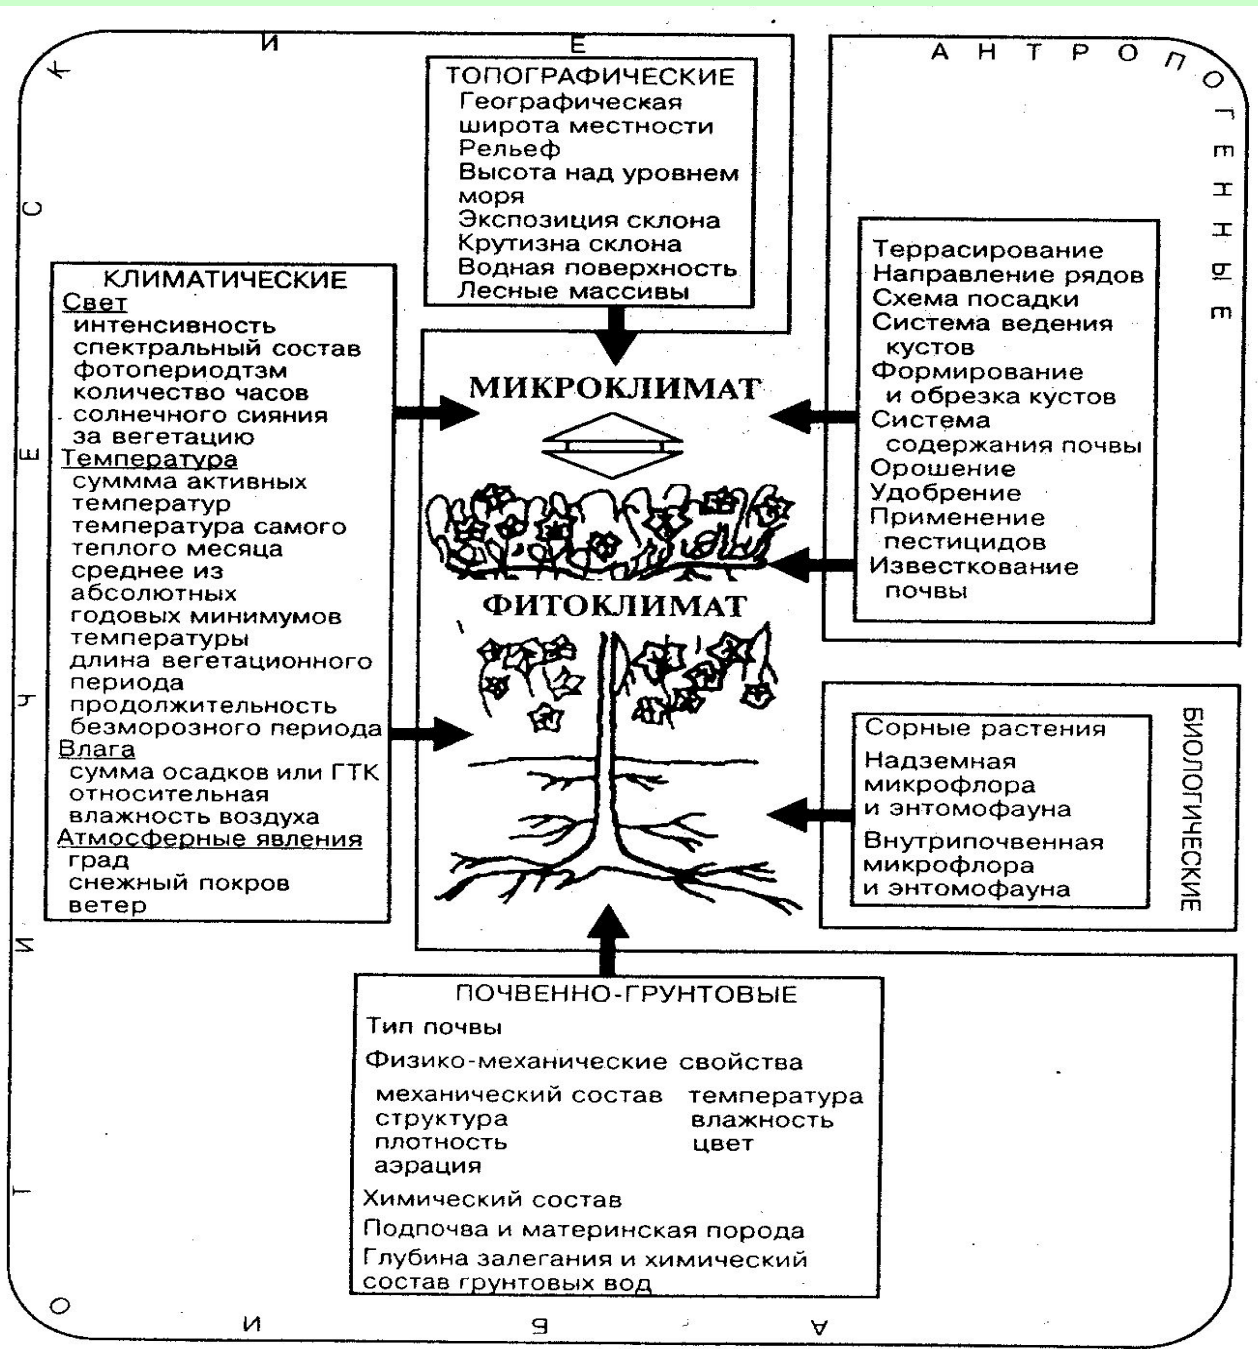 АБИОТИЧЕСКИЕ
АНТРОПОГЕННЫЕ
ТОПОГРАФИЧЕСКИЕ
Географическая
широта местности
Рельеф
Высота над уровнем
моря
Экспозиция склона
Крутизна склона
Водная поверхность
Лесные массивы
КЛИМАТИЧЕСКИЕ
Свет
интенсивность
спектральный состав
фотопериодтзм
количество часов
солнечного сияния
за вегетацию
Температура
суммма активных
температур
температура самого
теплого месяца
среднее из
абсолютных
годовых минимумов
температуры
длина вегетационного
периода
продолжительность
безморозного периода
Влага
сумма осадков или ГТК
относительная
влажность воздуха
Атмосферные явления
град
снежный покров
ветер
МИКРОКЛИМАТ
ФИТОКЛИМАТ
Террасирование
Направление рядов
Схема посадки
Система ведения
кустов
Формирование
и обрезка кустов
Система
содержания почвы
Орошение
Удобрение
Применение
пестицидов
Известкование
почвы
БИОЛОГИЧЕСКИЕ
Сорные растения
Надземная
микрофлора
и энтомофауна
Внутрипочвенная
микрофлора
и энтомофауна
ПОЧВЕННО-ГРУНТОВЫЕ
Тип почвы
Физико-механические свойства
механический состав температура
структура влажность
плотность цвет
аэрация
Химический состав
Подпочва и материнская порода
Глубина залегания и химический
состав грунтовых вод